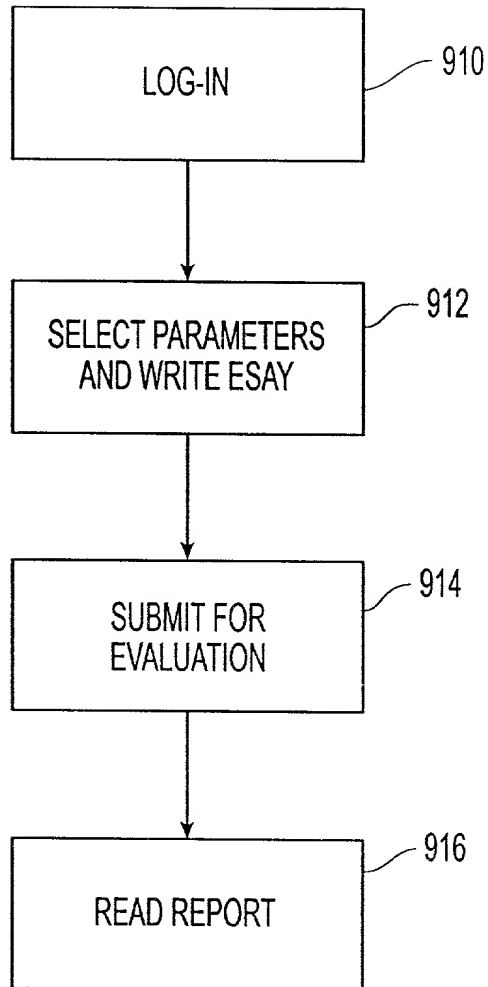 LOG-IN
910
SELECT PARAMETERS
AND WRITE ESAY
912
SUBMIT FOR
EVALUATION
914
READ REPORT
916